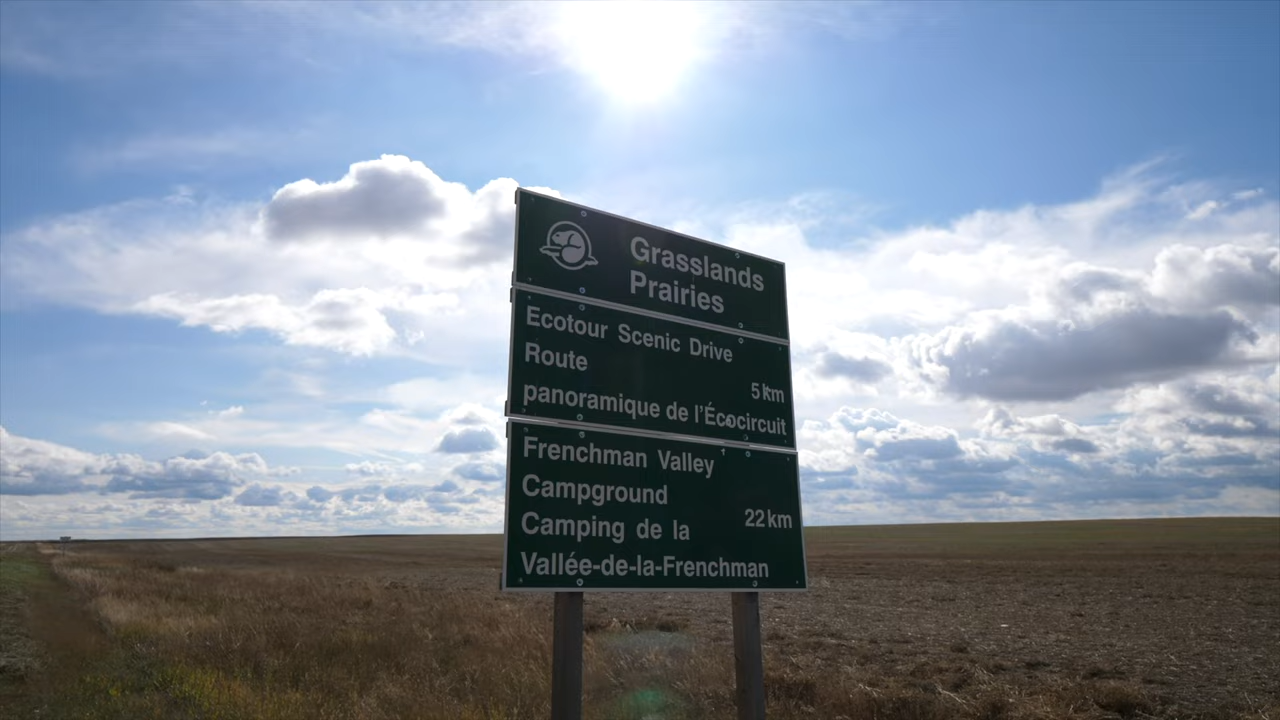 Grasslands
Prairies
Ecotour Scenic Drive
Route
5 km
panoramique de l'Écocircuit
Frenchman Valley
Campground
Camping de la
22 km
Vallée-de-la-Frenchman